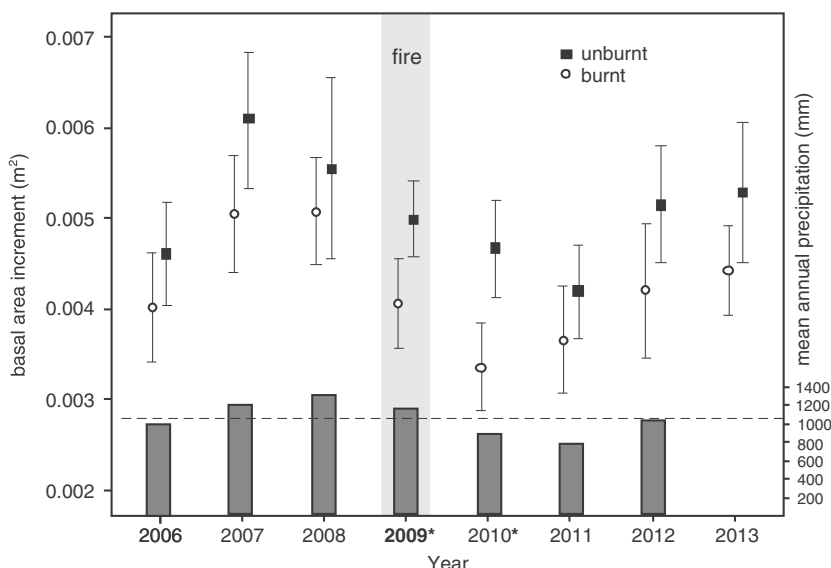 0.007
0.006
0.005
0.004
0.003
0.002
basal area increment (m²)
fire
unburnt
burnt
mean annual precipitation (mm)
1400
1200
1000
800
600
400
200
2006 2007 2008 2009* 2010* 2011 2012 2013
Year